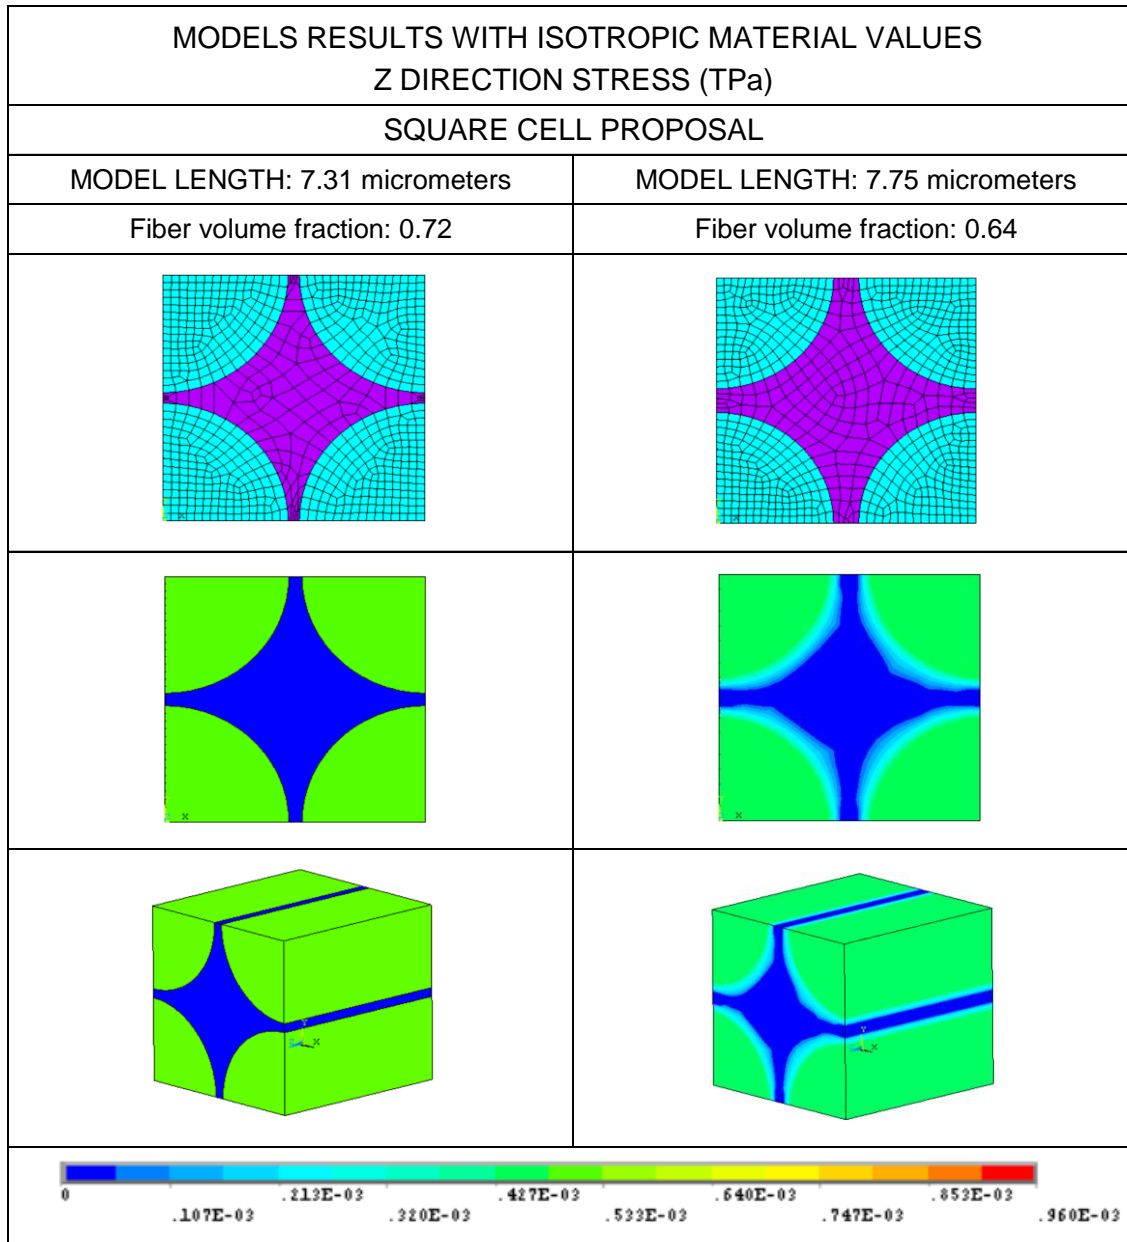 MODELS RESULTS WITH ISOTROPIC MATERIAL VALUES
Z DIRECTION STRESS (TPa)
SQUARE CELL PROPOSAL
MODEL LENGTH: 7.31 micrometers
MODEL LENGTH: 7.75 micrometers
Fiber volume fraction: 0.72
Fiber volume fraction: 0.64
X
X
X
X
Y
X
Y
X
0 .213E-03 .427E-03 .640E-03 .853E-03
.107E-03 .320E-03 .533E-03 .747E-03 .960E-03